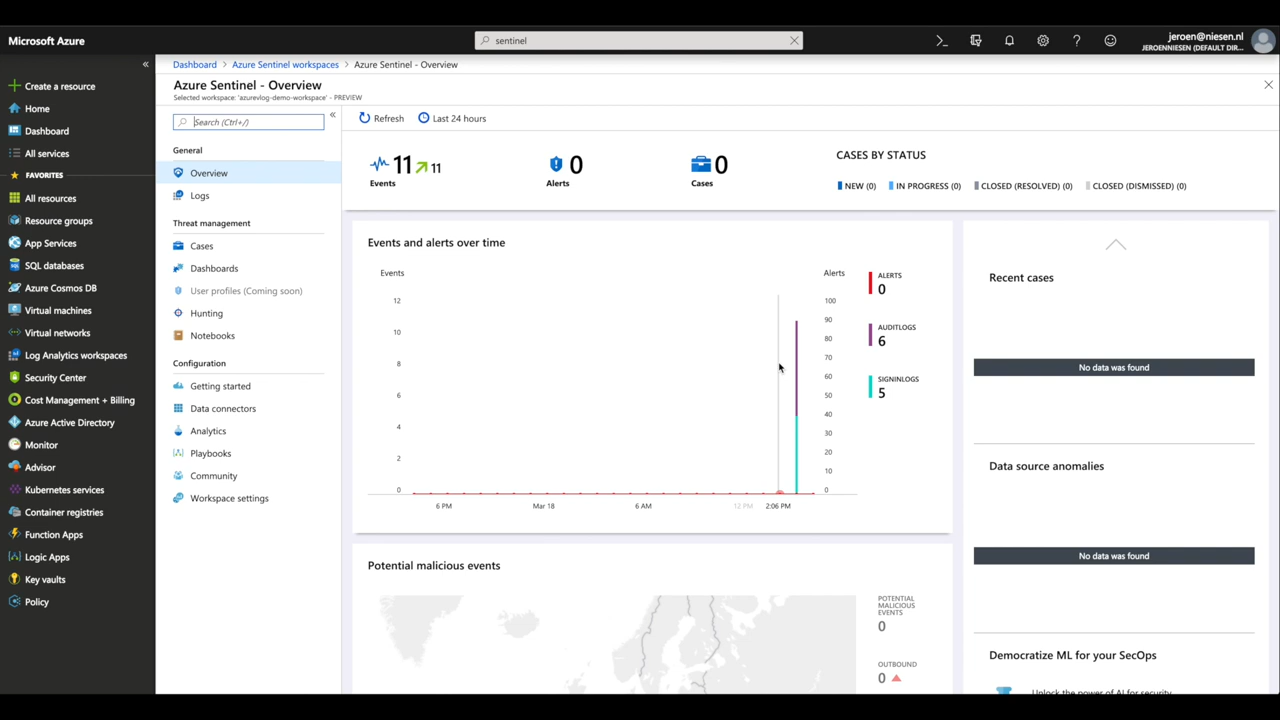 Microsoft Azure
sentinel
jeroen@niesen.nl
JEROENNIESEN (DEFAULT DIR...
Create a resource
Home
Dashboard
All services
FAVORITES
All resources
Resource groups
App Services
SQL databases
Azure Cosmos DB
Virtual machines
Virtual networks
Log Analytics workspaces
Security Center
Cost Management + Billing
Azure Active Directory
Monitor
Advisor
Kubernetes services
Container registries
Function Apps
Logic Apps
Key vaults
Policy
Dashboard > Azure Sentinel workspaces > Azure Sentinel - Overview
Azure Sentinel - Overview
Selected workspace: 'azurevlog-demo-workspace' - PREVIEW
Search (Ctrl+/)
General
Overview
Logs
Threat management
Cases
Dashboards
User profiles (Coming soon)
Hunting
Notebooks
Configuration
Getting started
Data connectors
Analytics
Playbooks
Community
Workspace settings
Refresh Last 24 hours
11 11
Events
0
Alerts
0
Cases
CASES BY STATUS
NEW (0) IN PROGRESS (0) CLOSED (RESOLVED) (0) CLOSED (DISMISSED) (0)
Events and alerts over time
Events
12
10
8
6
4
2
0
Alerts
100
90
80
70
60
50
40
30
20
10
0
6 PM Mar 18 6 AM 12 PM 2:06 PM
ALERTS
0
AUDITLOGS
6
SIGNINLOGS
5
Potential malicious events
POTENTIAL
MALICIOUS
EVENTS
0
OUTBOUND
0
Recent cases
No data was found
Data source anomalies
No data was found
Democratize ML for your SecOps
Unlock the power of AI for security